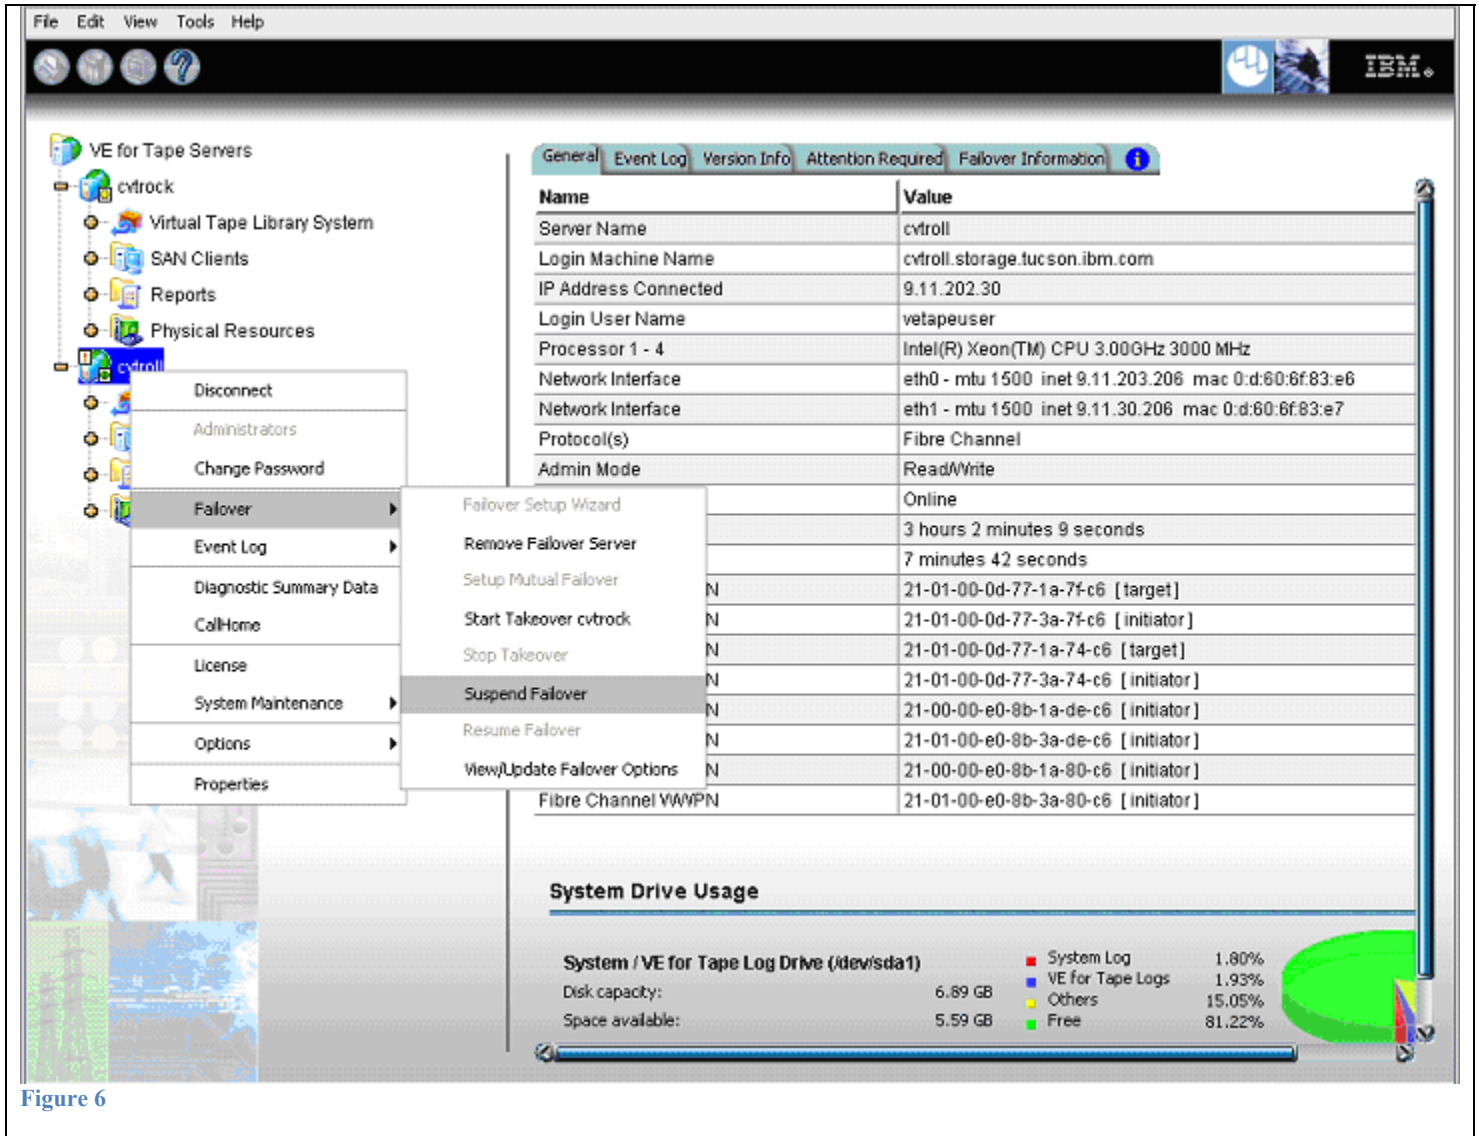 File Edit View Tools Help
IBM
VE for Tape Servers
cvtrock
Virtual Tape Library System
SAN Clients
Reports
Physical Resources
cvtroll
Disconnect
Administrators
Change Password
Failover
Event Log
Diagnostic Summary Data
CallHome
License
System Maintenance
Options
Properties
Failover Setup Wizard
Remove Failover Server
Setup Mutual Failover
Start Takeover cvtrock
Stop Takeover
Suspend Failover
Resume Failover
View/Update Failover Options
General Event Log Version Info Attention Required Failover Information
Name Value
Server Name cvtroll
Login Machine Name cvtroll.storage.tucson.ibm.com
IP Address Connected 9.11.202.30
Login User Name vetapeuser
Processor 1 - 4 Intel(R) Xeon(TM) CPU 3.00GHz 3000 MHz
Network Interface eth0 - mtu 1500 inet 9.11.203.206 mac 0:d:60:6f:83:e6
Network Interface eth1 - mtu 1500 inet 9.11.30.206 mac 0:d:60:6f:83:e7
Protocol(s) Fibre Channel
Admin Mode Read/Write
Online
3 hours 2 minutes 9 seconds
7 minutes 42 seconds
N 21-01-00-0d-77-1a-7f-c6 [target]
N 21-01-00-0d-77-3a-7f-c6 [initiator]
N 21-01-00-0d-77-1a-74-c6 [target]
N 21-01-00-0d-77-3a-74-c6 [initiator]
N 21-00-00-e0-8b-1a-de-c6 [initiator]
N 21-01-00-e0-8b-3a-de-c6 [initiator]
N 21-00-00-e0-8b-1a-80-c6 [initiator]
Fibre Channel WWPN 21-01-00-e0-8b-3a-80-c6 [initiator]
System Drive Usage
System / VE for Tape Log Drive (/dev/sda1)
Disk capacity: 6.89 GB
Space available: 5.59 GB
System Log 1.80%
VE for Tape Logs 1.93%
Others 15.05%
Free 81.22%
Figure 6